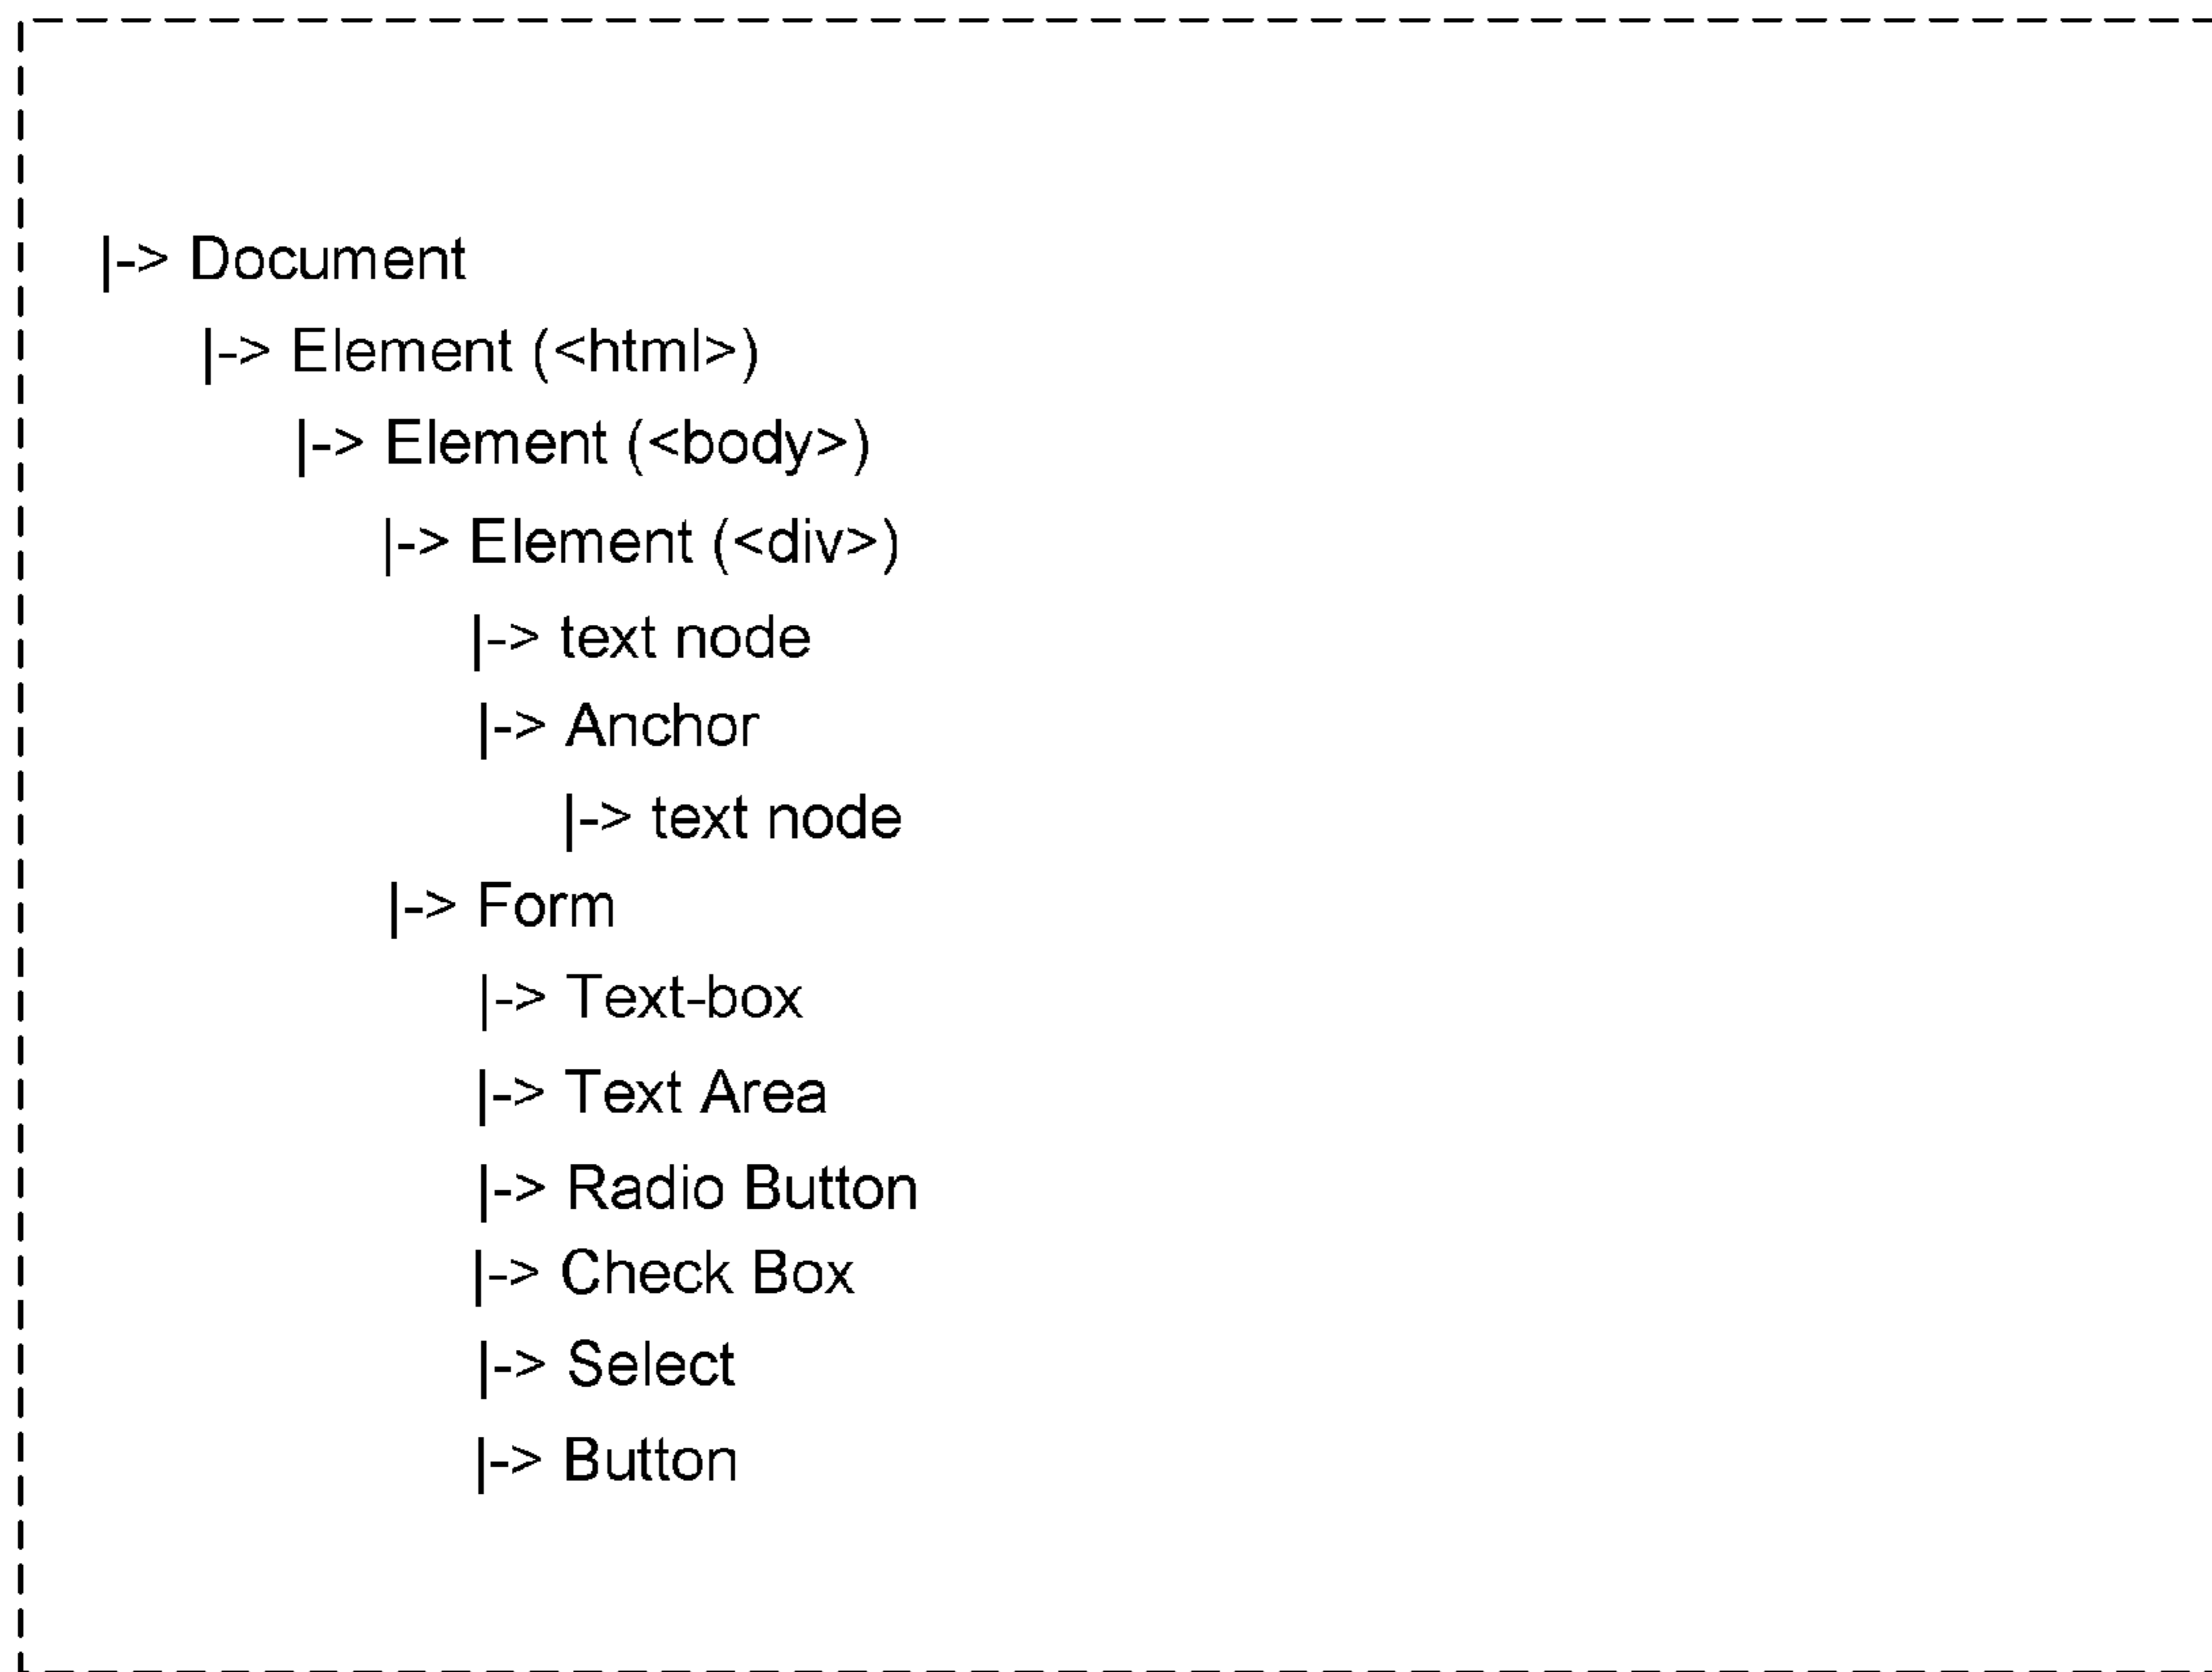 |-> Document
|-> Element (<html>)
|-> Element (<body>)
|-> Element (<div>)
|-> text node
|-> Anchor
|-> text node
|-> Form
|-> Text-box
|-> Text Area
|-> Radio Button
|-> Check Box
|-> Select
|-> Button